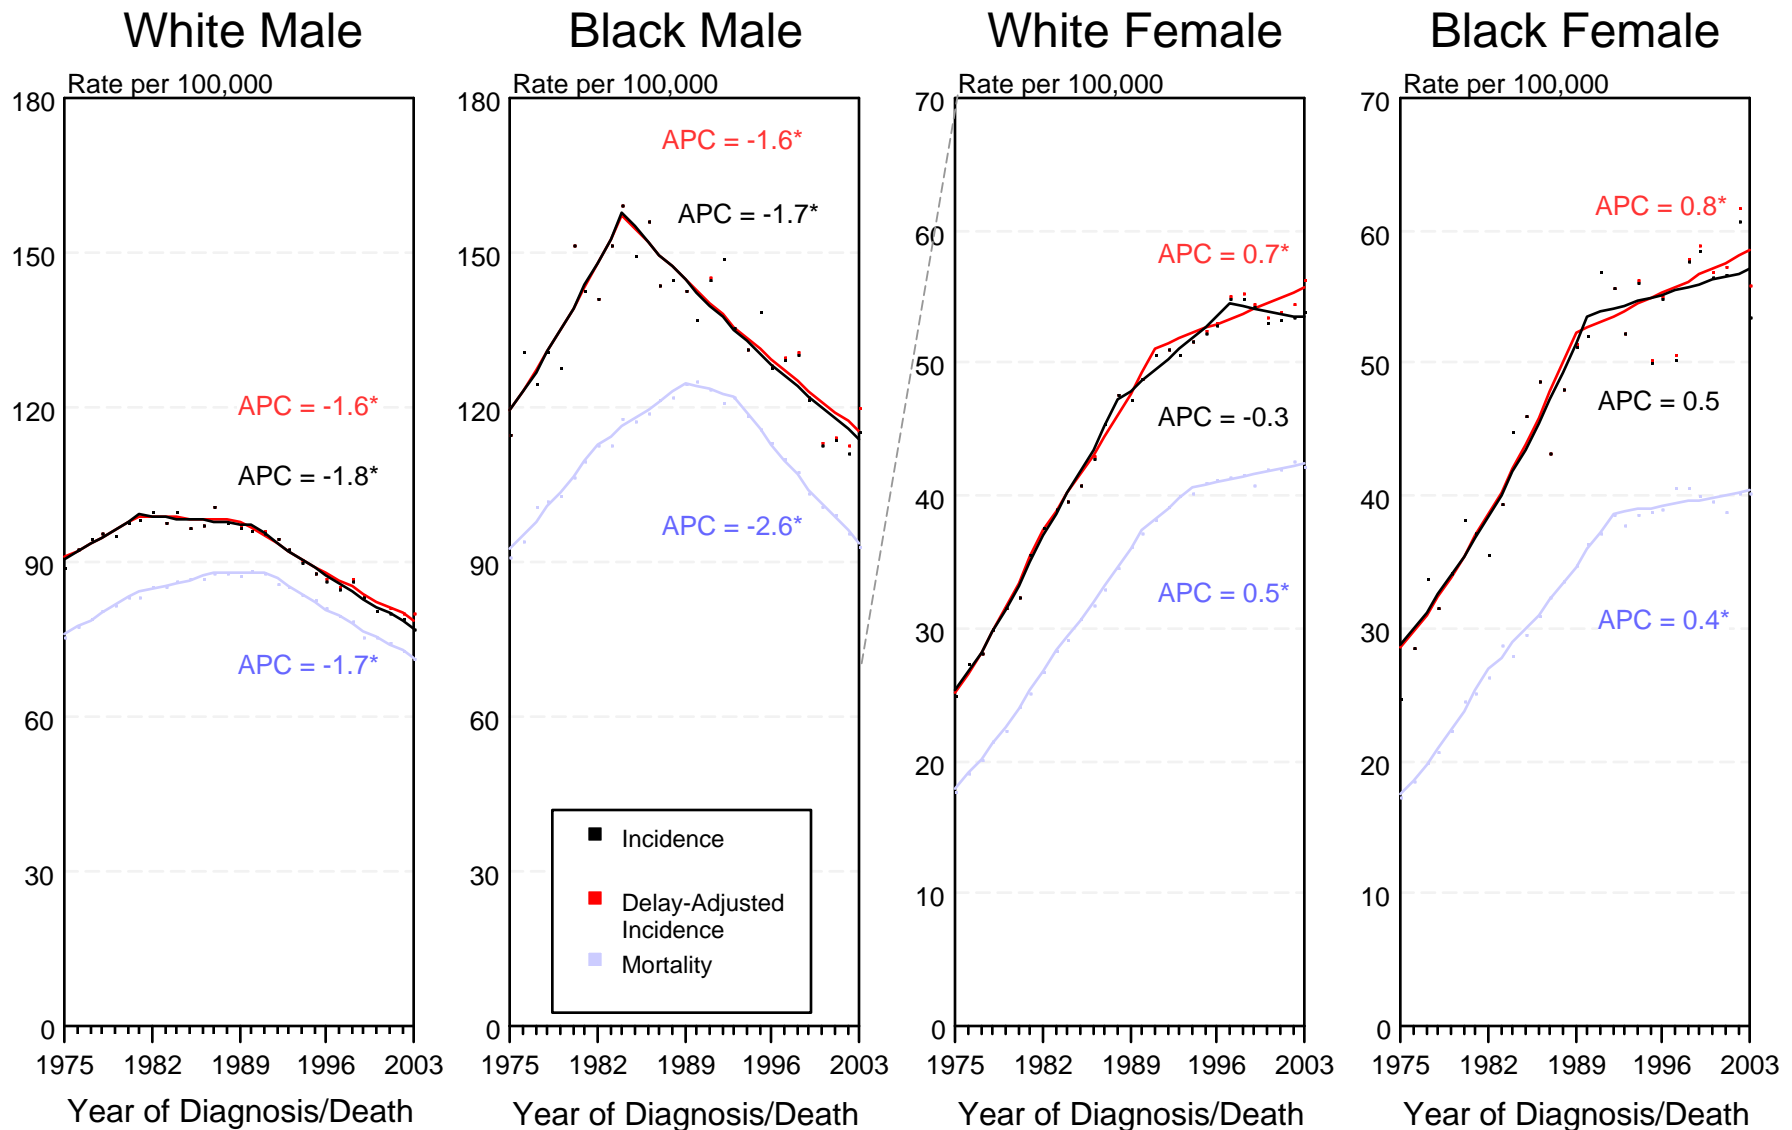 White Male
Black Male
White Female
Black Female
Rate per 100,000
180
150
120
90
60
30
0
APC = -1.6*
APC = -1.8*
APC = -1.7*
1975
1982
1989
1996
2003
Year of Diagnosis/Death
Rate per 100,000
180
150
120
90
60
30
0
APC = -1.6*
APC = -1.7*
APC = -2.6*
Incidence
Delay-Adjusted
Incidence
Mortality
1975
1982
1989
1996
2003
Year of Diagnosis/Death
Rate per 100,000
70
60
50
40
30
20
10
0
APC = 0.7*
APC = -0.3
APC = 0.5*
1975
1982
1989
1996
2003
Year of Diagnosis/Death
Rate per 100,000
70
60
50
40
30
20
10
0
APC = 0.8*
APC = 0.5
APC = 0.4*
1975
1982
1989
1996
2003
Year of Diagnosis/Death